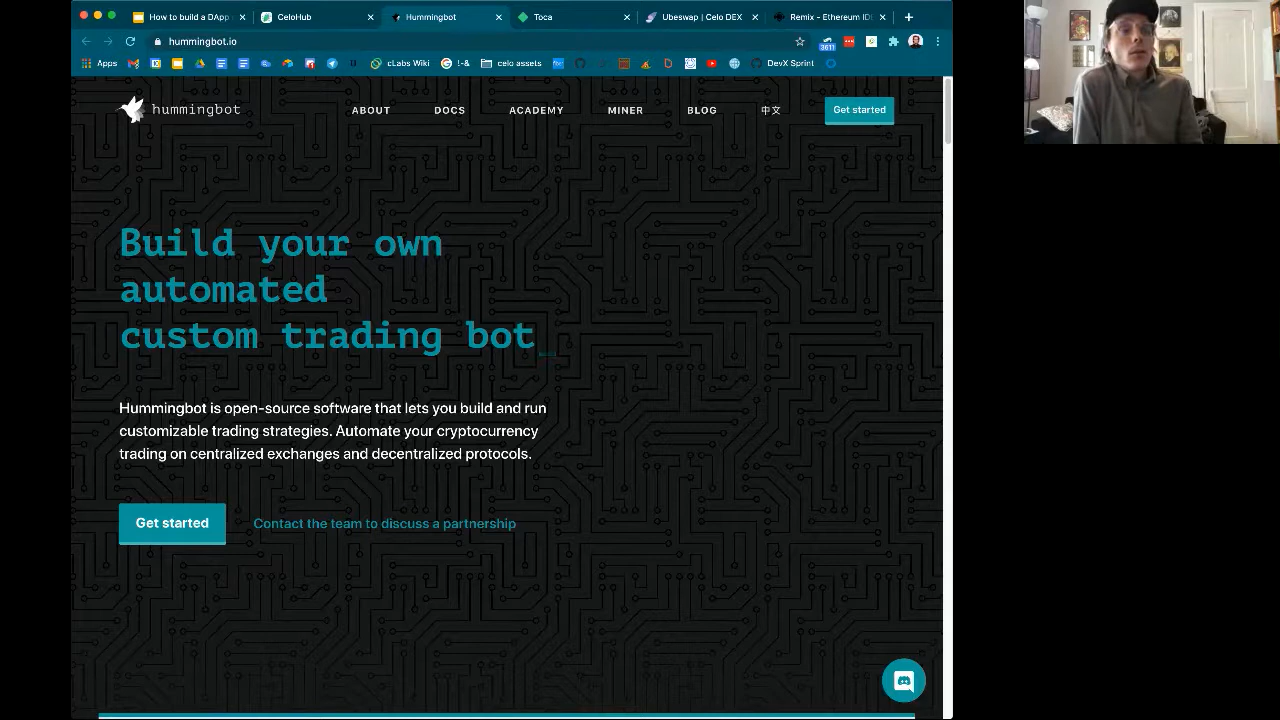 How to build a DApp
CeloHub
Hummingbot
Toca
Ubeswap | Celo DEX
Remix - Ethereum ID
hummingbot.io
3611
Apps
cLabs Wiki
!-&
celo assets
DevX Sprint
hummingbot
ABOUT
DOCS
ACADEMY
MINER
BLOG
中文
Get started
Build your own
automated
custom trading bot_
Hummingbot is open-source software that lets you build and run
customizable trading strategies. Automate your cryptocurrency
trading on centralized exchanges and decentralized protocols.
Get started
Contact the team to discuss a partnership